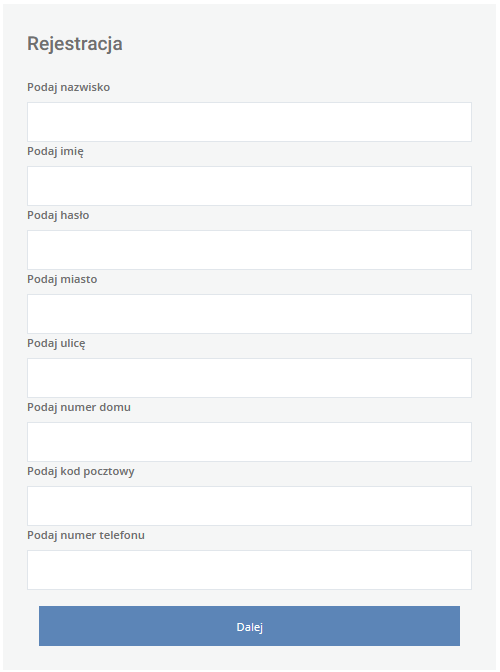 Rejestracja
Podaj nazwisko
Podaj imię
Podaj hasło
Podaj miasto
Podaj ulicę
Podaj numer domu
Podaj kod pocztowy
Podaj numer telefonu
Dalej